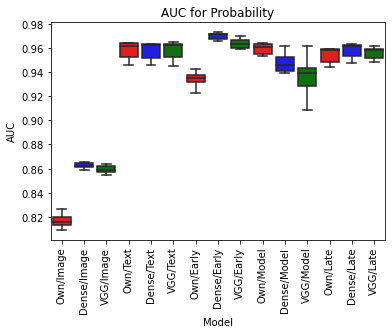 AUC for Probability
0.98
0.96
0.94
0.92
0.90
0.88
0.86
0.84
0.82
AUC
Own/Image
Dense/Image
VGG/Image
Own/Text
Dense/Text
VGG/Text
Own/Early
Dense/Early
VGG/Early
Own/Model
Dense/Model
VGG/Model
Own/Late
Dense/Late
VGG/Late
Model